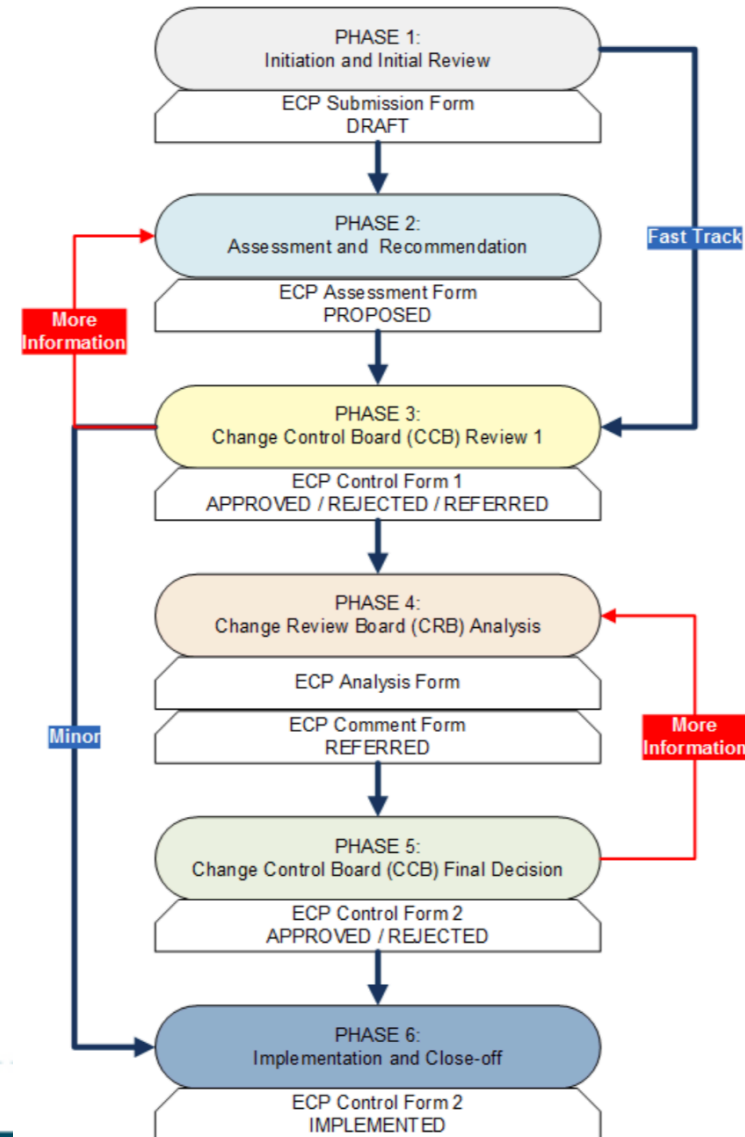 PHASE 1:
Initiation and Initial Review
ECP Submission Form
DRAFT
Fast Track
PHASE 2:
Assessment and Recommendation
ECP Assessment Form
PROPOSED
More
Information
PHASE 3:
Change Control Board (CCB) Review 1
ECP Control Form 1
APPROVED / REJECTED / REFERRED
PHASE 4:
Change Review Board (CRB) Analysis
ECP Analysis Form
ECP Comment Form
REFERRED
Minor
More
Information
PHASE 5:
Change Control Board (CCB) Final Decision
ECP Control Form 2
APPROVED / REJECTED
PHASE 6:
Implementation and Close-off
ECP Control Form 2
IMPLEMENTED